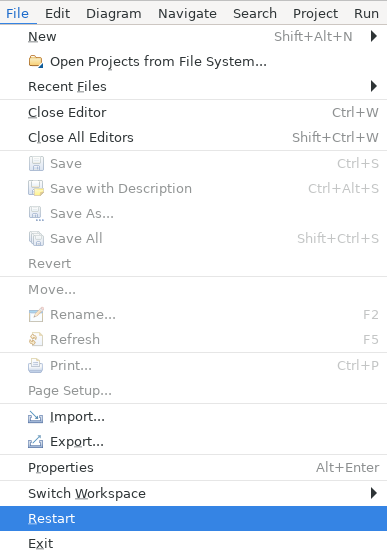 File Edit Diagram Navigate Search Project Run
New Shift+Alt+N
Open Projects from File System...
Recent Files
Close Editor Ctrl+W
Close All Editors Shift+Ctrl+W
Save Ctrl+S
Save with Description Ctrl+Alt+S
Save As...
Save All Shift+Ctrl+S
Revert
Move...
Rename... F2
Refresh F5
Print... Ctrl+P
Page Setup...
Import...
Export...
Properties Alt+Enter
Switch Workspace
Restart
Exit